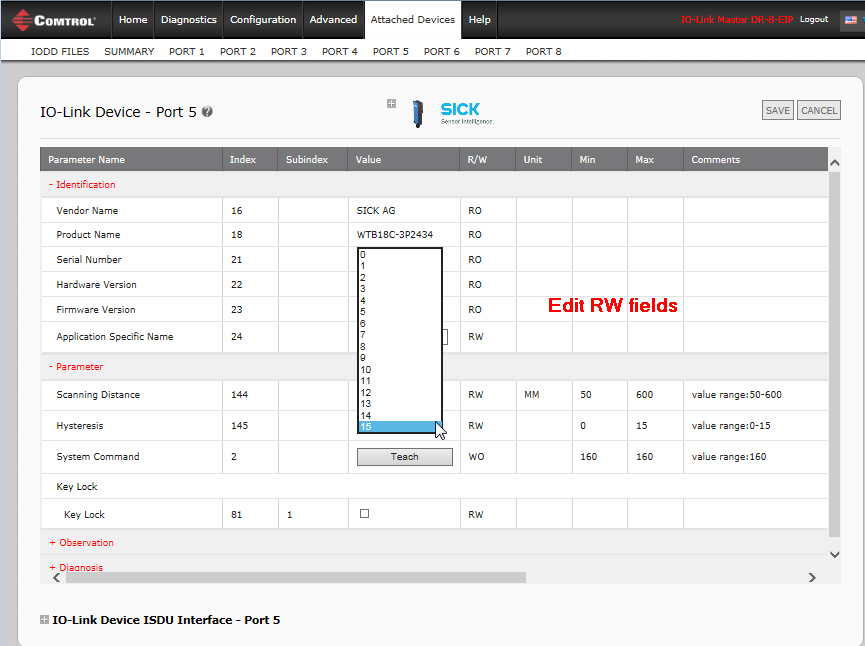 COMTROL
Home Diagnostics Configuration Advanced Attached Devices Help
IO-Link Master DR-8-EIP Logout
IODD FILES SUMMARY PORT 1 PORT 2 PORT 3 PORT 4 PORT 5 PORT 6 PORT 7 PORT 8
IO-Link Device - Port 5 ?
SICK
Sensor Intelligence.
SAVE CANCEL
Parameter Name Index Subindex Value R/W Unit Min Max Comments
- Identification
Vendor Name 16 SICK AG RO
Product Name 18 WTB18C-3P2434 RO
Serial Number 21 RO
Hardware Version 22 RO
Firmware Version 23 RO
Application Specific Name 24 RW
0
1
2
3
4
5
6
7
8
9
10
11
12
13
14
15
Edit RW fields
- Parameter
Scanning Distance 144 RW MM 50 600 value range:50-600
Hysteresis 145 RW 0 15 value range:0-15
System Command 2 Teach WO 160 160 value range:160
Key Lock
Key Lock 81 1 RW
+ Observation
+ Diagnosis
IO-Link Device ISDU Interface - Port 5